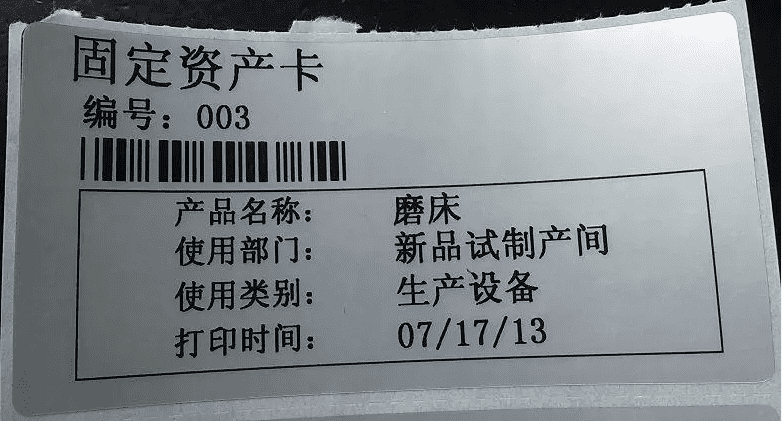 固定资产卡
编号：003
产品名称： 磨床
使用部门： 新品试制产间
使用类别： 生产设备
打印时间： 07/17/13